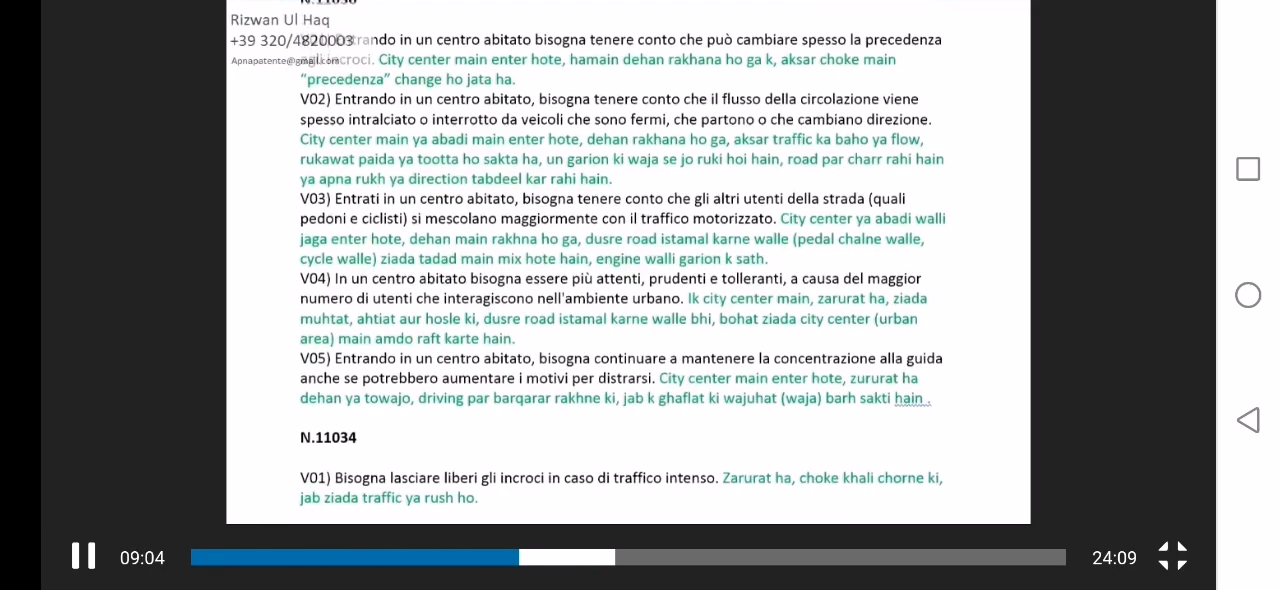 N.11036
Rizwan Ul Haq
+39 320/4820003
Apnapatente@gmail.com
ndo in un centro abitato bisogna tenere conto che può cambiare spesso la precedenza
incroci. City center main enter hote, hamain dehan rakhana ho ga k, aksar choke main
“precedenza” change ho jata ha.
V02) Entrando in un centro abitato, bisogna tenere conto che il flusso della circolazione viene
spesso intralciato o interrotto da veicoli che sono fermi, che partono o che cambiano direzione.
City center main ya abadi main enter hote, dehan rakhana ho ga, aksar traffic ka baho ya flow,
rukawat paida ya tootta ho sakta ha, un garion ki waja se jo ruki hoi hain, road par charr rahi hain
ya apna rukh ya direction tabdeel kar rahi hain.
V03) Entrati in un centro abitato, bisogna tenere conto che gli altri utenti della strada (quali
pedoni e ciclisti) si mescolano maggiormente con il traffico motorizzato. City center ya abadi walli
jaga enter hote, dehan main rakhna ho ga, dusre road istamal karne walle (pedal chalne walle,
cycle walle) ziada tadad main mix hote hain, engine walli garion k sath.
V04) In un centro abitato bisogna essere più attenti, prudenti e tolleranti, a causa del maggior
numero di utenti che interagiscono nell'ambiente urbano. Ik city center main, zarurat ha, ziada
muhtat, ahtiat aur hosle ki, dusre road istamal karne walle bhi, bohat ziada city center (urban
area) main amdo raft karte hain.
V05) Entrando in un centro abitato, bisogna continuare a mantenere la concentrazione alla guida
anche se potrebbero aumentare i motivi per distrarsi. City center main enter hote, zururat ha
dehan ya towajo, driving par barqarar rakhne ki, jab k ghaflat ki wajuhat (waja) barh sakti hain .
N.11034
V01) Bisogna lasciare liberi gli incroci in caso di traffico intenso. Zarurat ha, choke khali chorne ki,
jab ziada traffic ya rush ho.
09:04
24:09